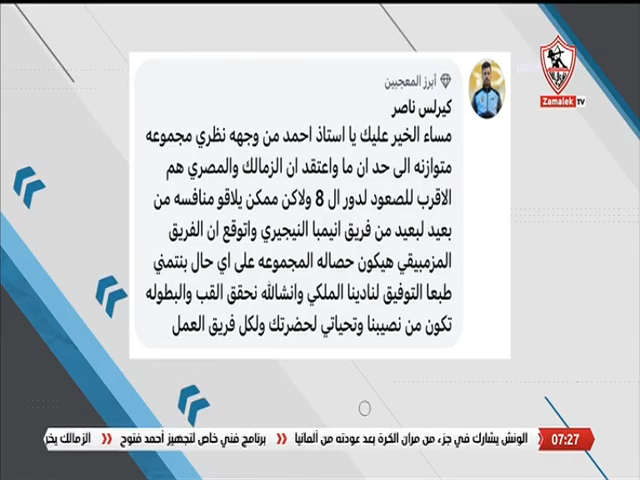 Zamalek TV
أبرز المعجبين
كيرلس ناصر
مساء الخير عليك يا استاذ احمد من وجهه نظري مجموعه
متوازنه الى حد ان ما واعتقد ان الزمالك والمصري هم
الاقرب للصعود لدور ال 8 ولاكن ممكن يلاقو منافسه من
بعيد لبعيد من فريق انيمبا النيجيري واتوقع ان الفريق
المزمبيقي هيكون حصاله المجموعه على اي حال بنتمني
طبعا التوفيق لنادينا الملكي وانشالله نحقق القب والبطوله
تكون من نصيبنا وتحياتي لحضرتك ولكل فريق العمل
07:27 الونش يشارك في جزء من مران الكرة بعد عودته من ألمانيا » برنامج فني خاص لتجهيز أحمد فتوح » الزمالك